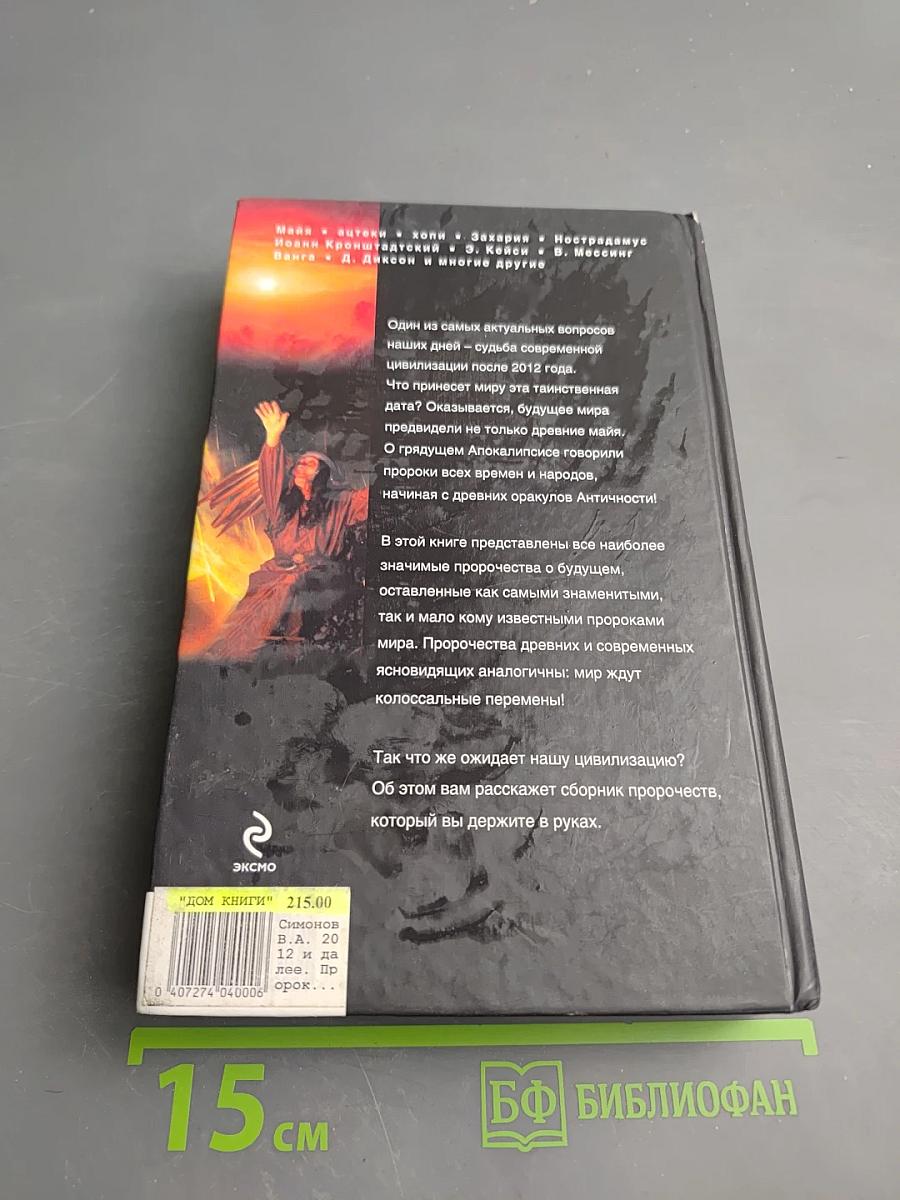 Майя • ацтеки • хопи • Захария • Нострадамус
Иоанн Кронштадтский • Э. Кейси • В. Мессинг
Ванга • Д. Диксон и многие другие
Один из самых актуальных вопросов
наших дней – судьба современной
цивилизации после 2012 года.
Что принесет миру эта таинственная
дата? Оказывается, будущее мира
предвидели не только древние майя.
О грядущем Апокалипсисе говорили
пророки всех времен и народов,
начиная с древних оракулов Античности!
В этой книге представлены все наиболее
значимые пророчества о будущем,
оставленные как самыми знаменитыми,
так и мало кому известными пророками
мира. Пророчества древних и современных
ясновидящих аналогичны: мир ждут
колоссальные перемены!
Так что же ожидает нашу цивилизацию?
Об этом вам расскажет сборник пророчеств,
который вы держите в руках.
ЭКСМО
"ДОМ КНИГИ" 215.00
Симонов
В.А. 20
12 и да
лее. Пр
орок...
0 407274 040006
15 см
БФ БИБЛИОФАН